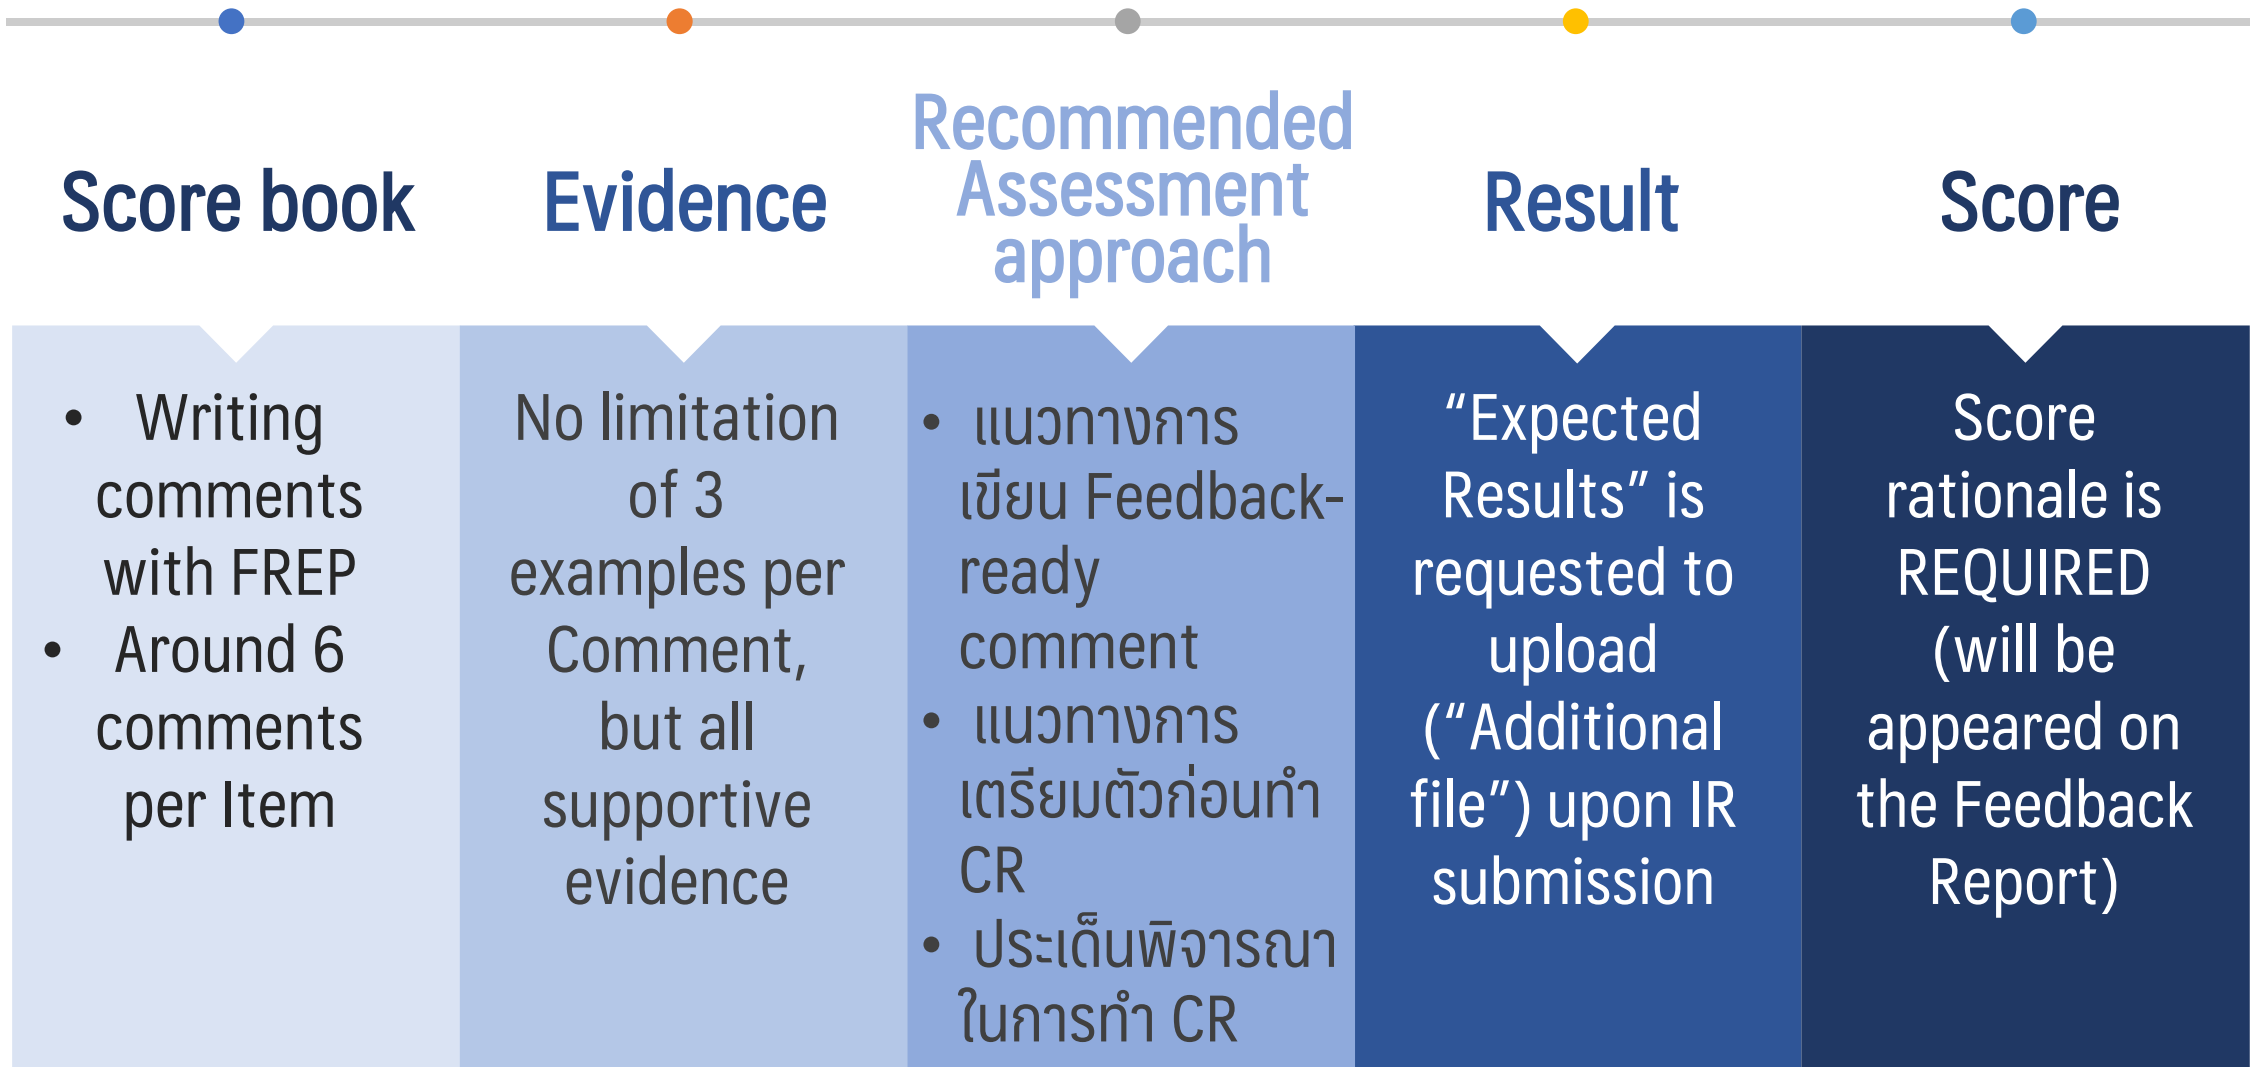 Score book
Evidence
Recommended
Assessment
approach
Result
Score
• Writing
comments
with FREP
• Around 6
comments
per Item
No limitation
of 3
examples per
Comment,
but all
supportive
evidence
• แนวทางการ
เขียน Feedback-
ready
comment
• แนวทางการ
เตรียมตัวก่อนทำ
CR
• ประเด็นพิจารณา
ในการทำ CR
“Expected
Results” is
requested to
upload
(“Additional
file”) upon IR
submission
Score
rationale is
REQUIRED
(will be
appeared on
the Feedback
Report)